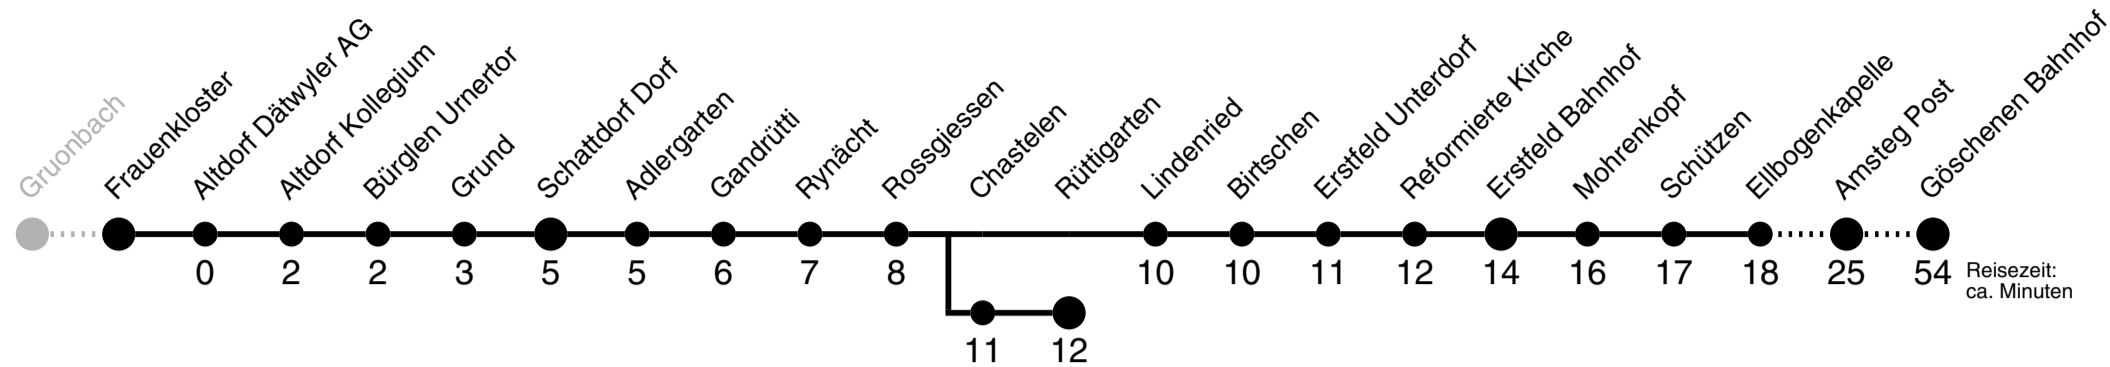 Gruonbach
Frauenkloster
Altdorf Dätwyler AG
Altdorf Kollegium
Bürglen Urnertor
Grund
Schattdorf Dorf
Adlergarten
Gandrütti
Rynächt
Rossgiessen
Chastelen
Rüttigarten
Lindenried
Birtschen
Erstfeld Unterdorf
Reformierte Kirche
Erstfeld Bahnhof
Mohrenkopf
Schützen
Ellbogenkapelle
Amsteg Post
Göschenen Bahnhof
0 2 2 3 5 5 6 7 8 10 10 11 12 14 16 17 18 25 54
Reisezeit:
ca. Minuten
11 12